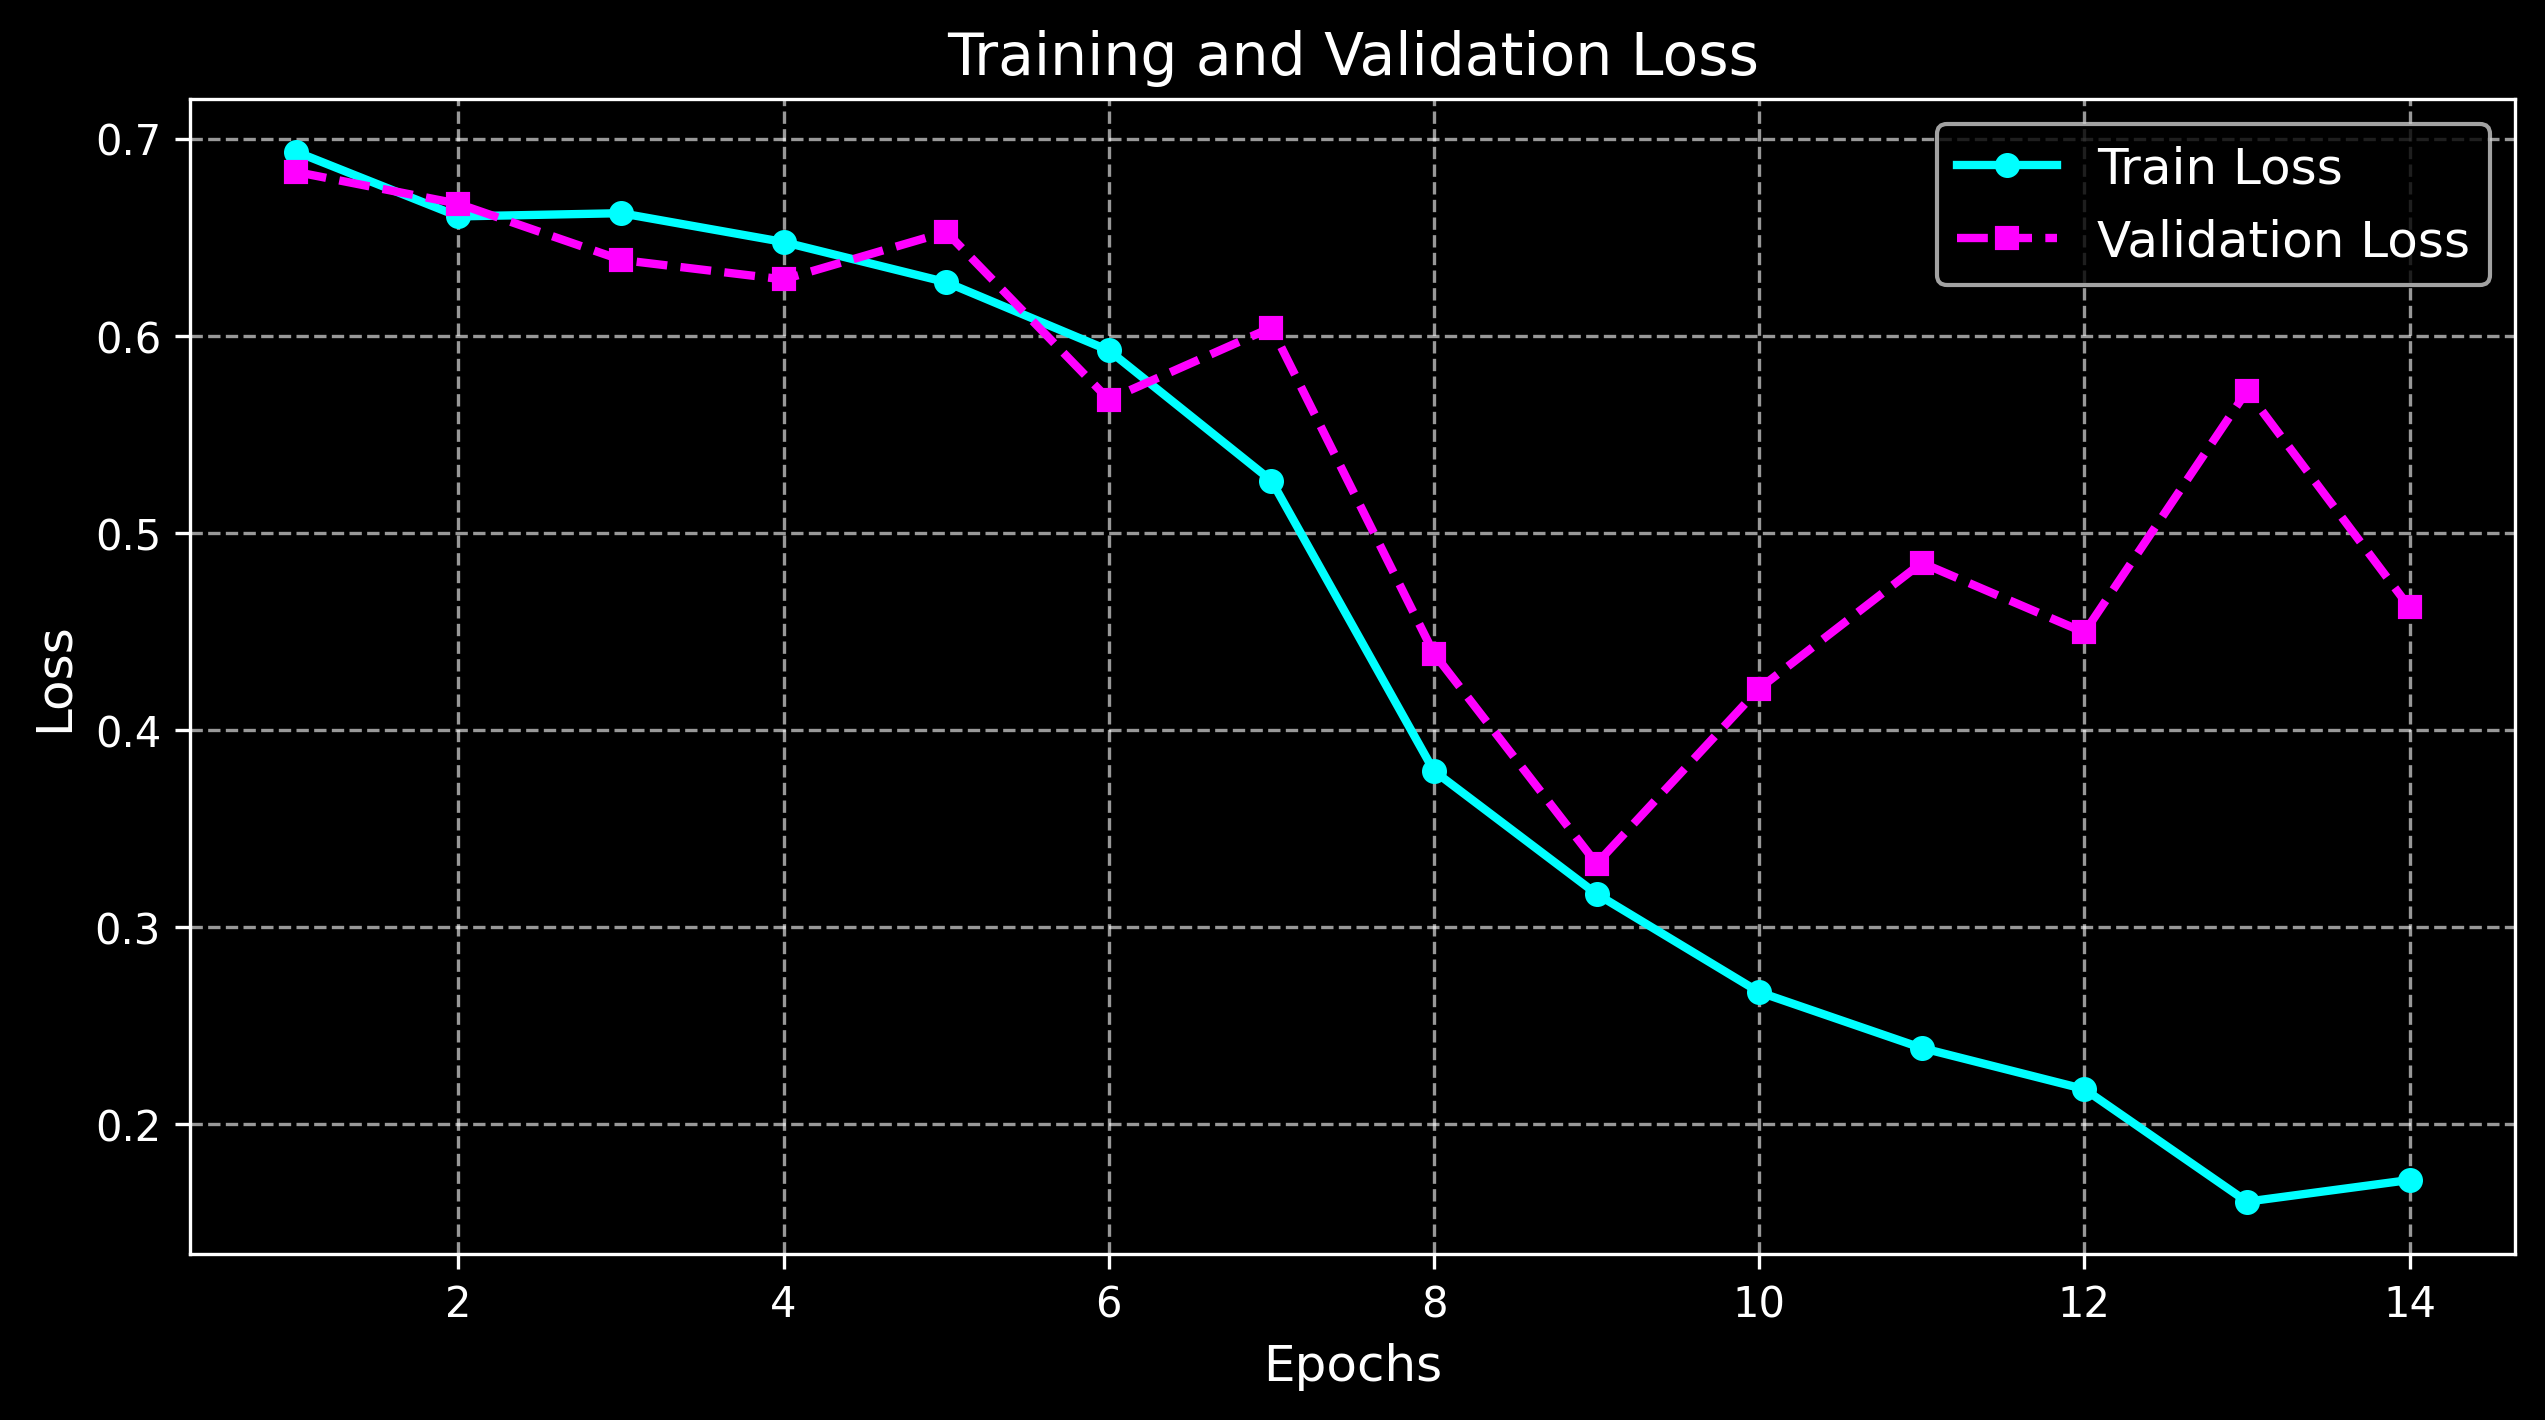 Training and Validation Loss
Train Loss
Validation Loss
0.7
0.6
0.5
0.4
0.3
0.2
Loss
2 4 6 8 10 12 14
Epochs